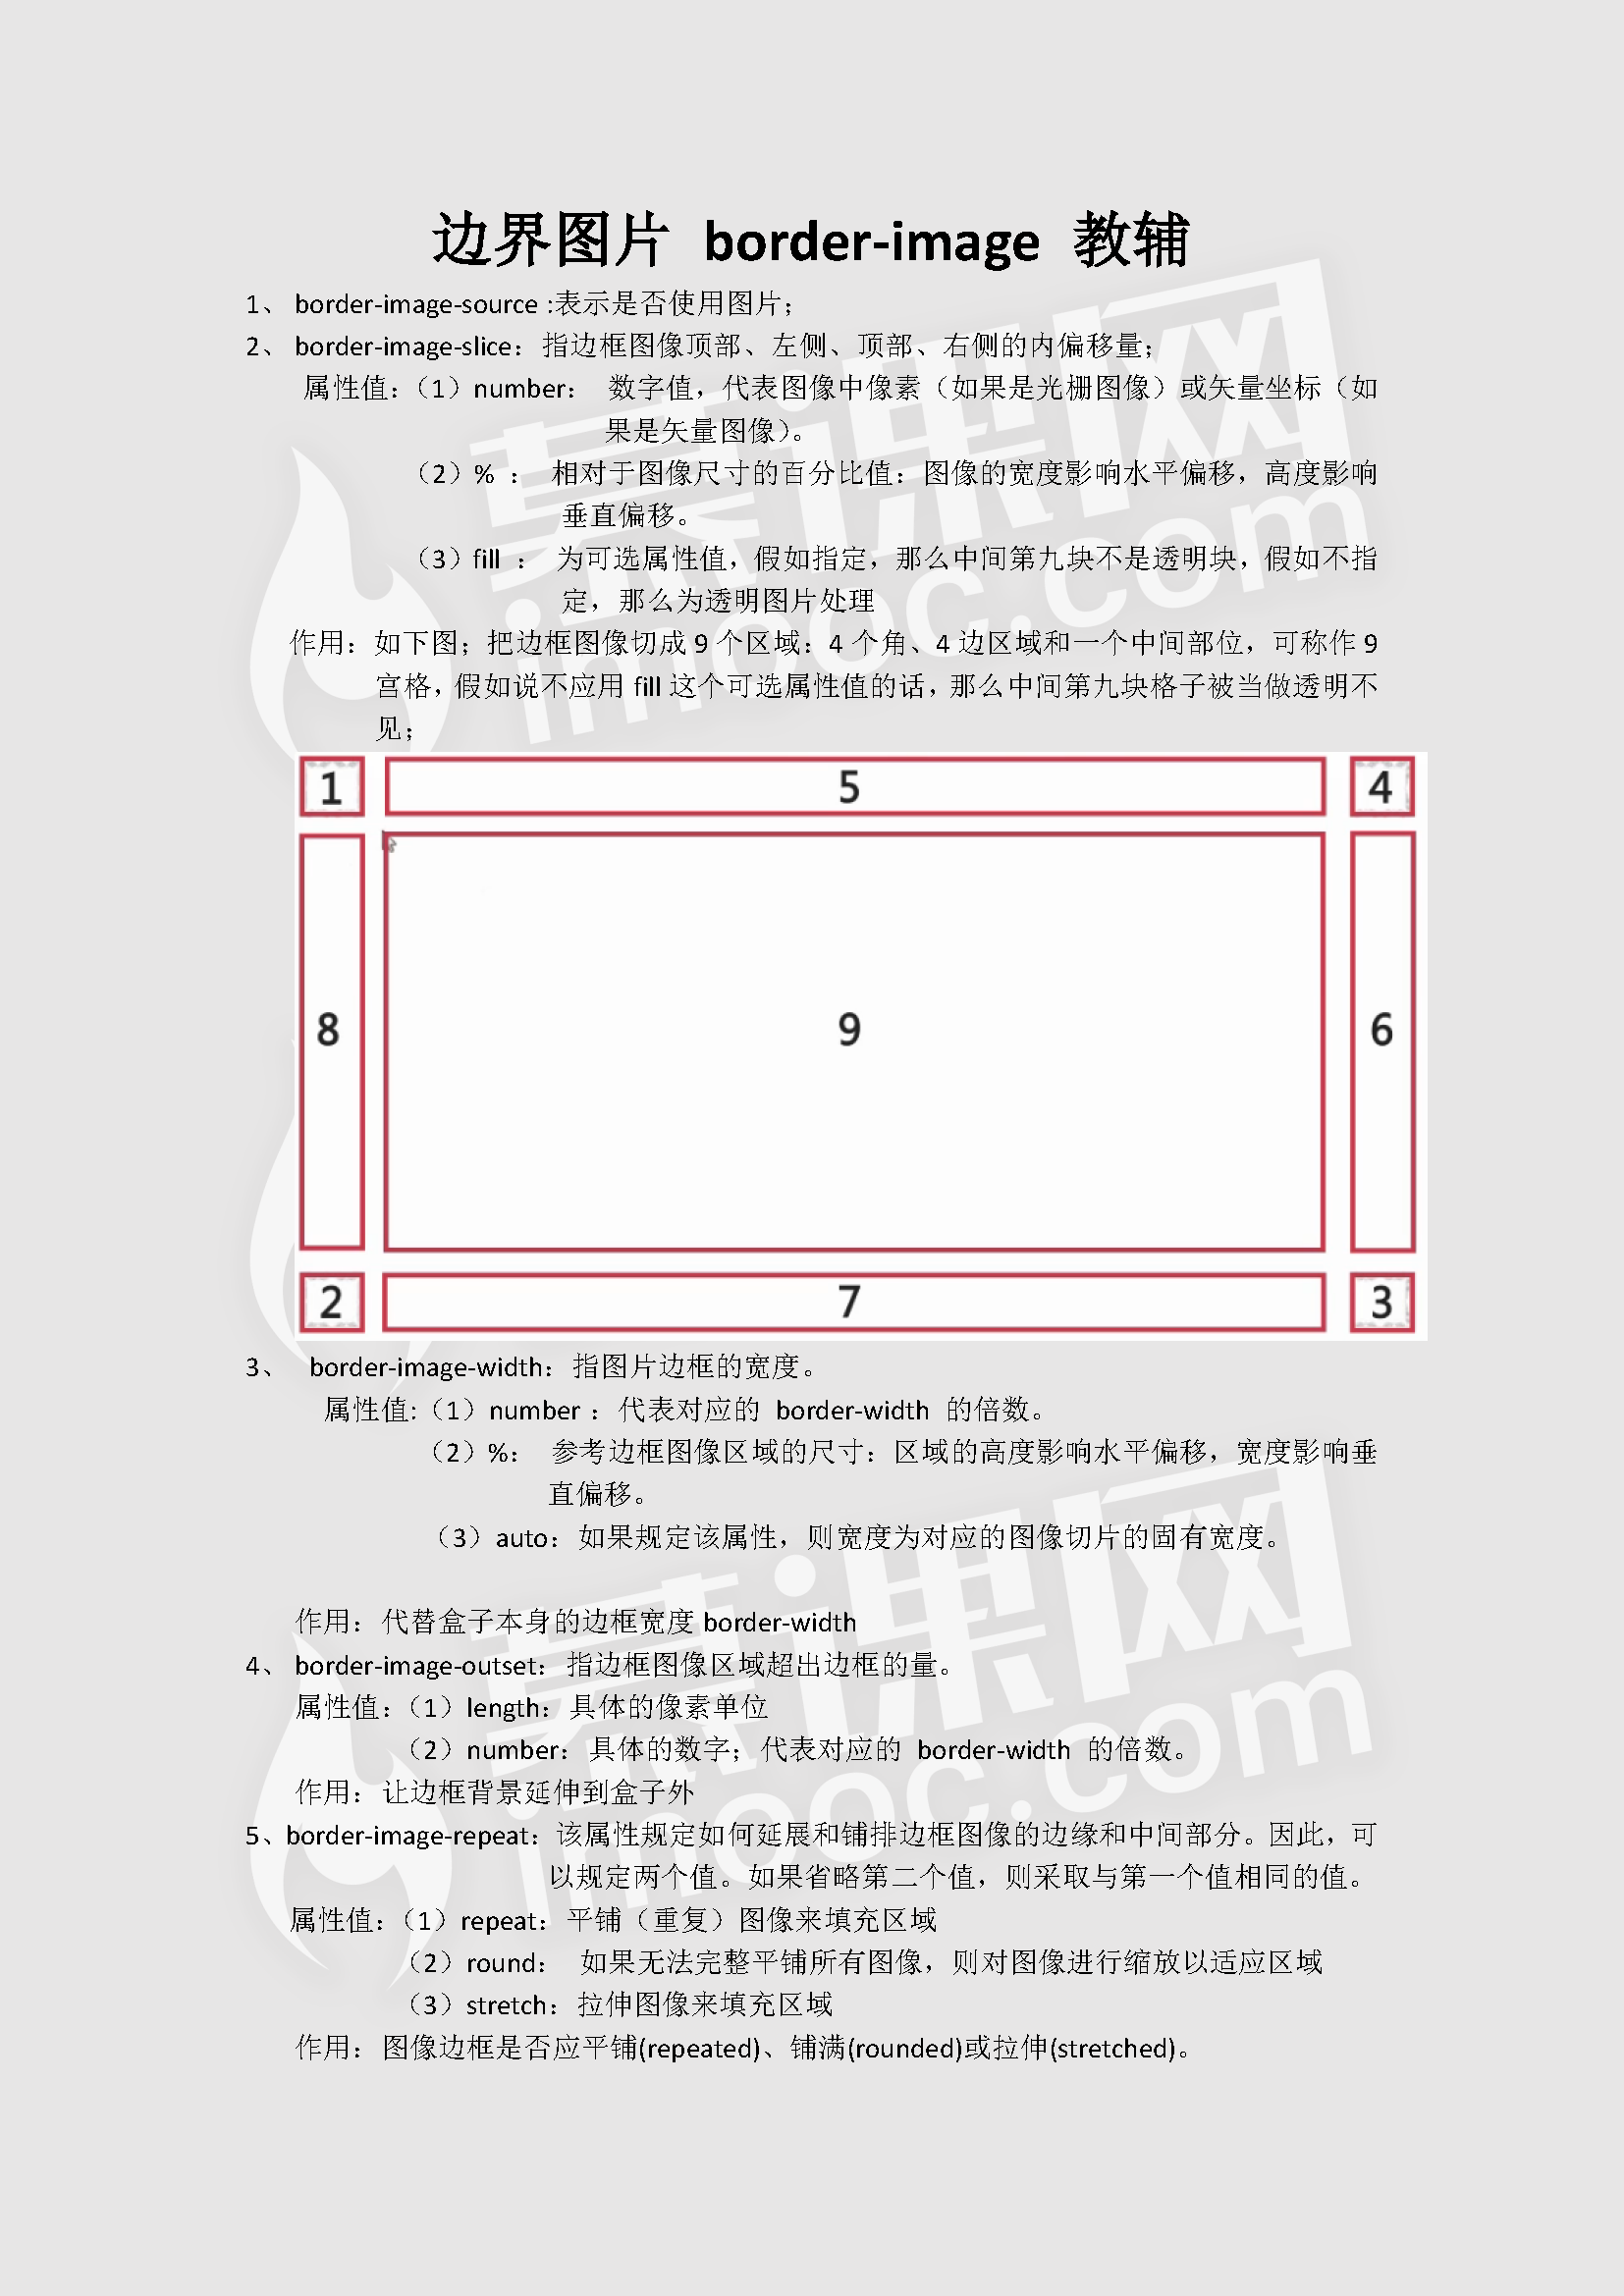 边界图片 border-image 教辅
1、 border-image-source :表示是否使用图片；
2、 border-image-slice：指边框图像顶部、左侧、顶部、右侧的内偏移量；
属性值：（1）number： 数字值，代表图像中像素（如果是光栅图像）或矢量坐标（如
果是矢量图像）。
（2）% ： 相对于图像尺寸的百分比值：图像的宽度影响水平偏移，高度影响
垂直偏移。
（3）fill ： 为可选属性值，假如指定，那么中间第九块不是透明块，假如不指
定，那么为透明图片处理
作用：如下图；把边框图像切成 9 个区域：4 个角、4 边区域和一个中间部位，可称作 9
宫格，假如说不应用 fill 这个可选属性值的话，那么中间第九块格子被当做透明不
见；
1 5 4
8 9 6
2 7 3
3、 border-image-width：指图片边框的宽度。
属性值:（1）number ：代表对应的 border-width 的倍数。
（2）%： 参考边框图像区域的尺寸：区域的高度影响水平偏移，宽度影响垂
直偏移。
（3）auto：如果规定该属性，则宽度为对应的图像切片的固有宽度。
作用：代替盒子本身的边框宽度 border-width
4、 border-image-outset：指边框图像区域超出边框的量。
属性值：（1）length：具体的像素单位
（2）number：具体的数字；代表对应的 border-width 的倍数。
作用：让边框背景延伸到盒子外
5、border-image-repeat：该属性规定如何延展和铺排边框图像的边缘和中间部分。因此，可
以规定两个值。如果省略第二个值，则采取与第一个值相同的值。
属性值：（1）repeat：平铺（重复）图像来填充区域
（2）round： 如果无法完整平铺所有图像，则对图像进行缩放以适应区域
（3）stretch：拉伸图像来填充区域
作用：图像边框是否应平铺(repeated)、铺满(rounded)或拉伸(stretched)。
慕课网
imooc.com
慕课网
imooc.com